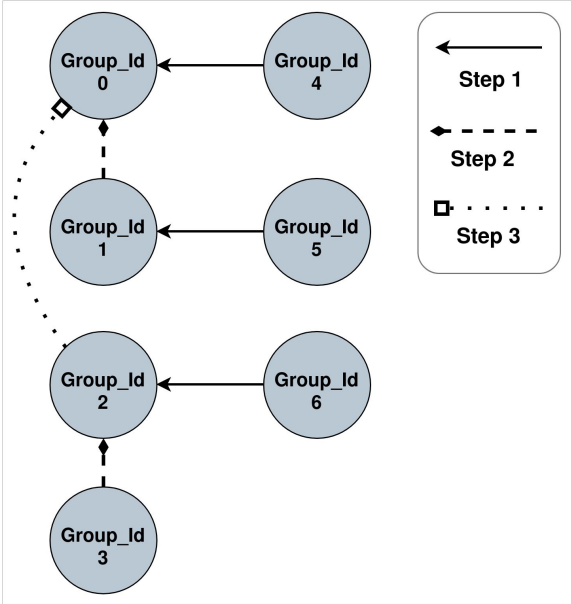 Group_Id
0
Group_Id
4
Step 1
Step 2
Group_Id
1
Group_Id
5
Step 3
Group_Id
2
Group_Id
6
Group_Id
3